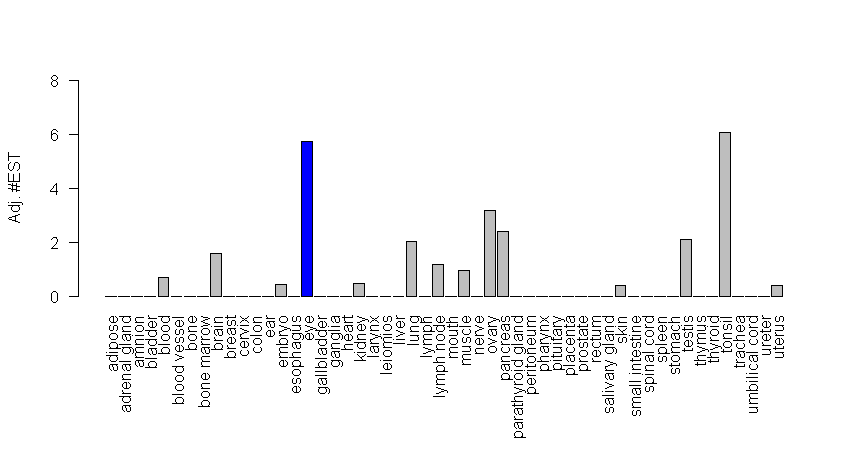 Adj. #EST
8
6
4
2
0
adipose
adrenal gland
amnion
bladder
blood
blood vessel
bone
bone marrow
brain
breast
cervix
colon
ear
embryo
esophagus
eye
gallbladder
ganglia
heart
kidney
larynx
leiomios
liver
lung
lymph
lymph node
mouth
muscle
nerve
ovary
pancreas
parathyroid gland
peritoneum
pharynx
pituitary
placenta
prostate
rectum
salivary gland
skin
small intestine
spinal cord
spleen
stomach
testis
thymus
thyroid
tonsil
trachea
umbilical cord
ureter
uterus